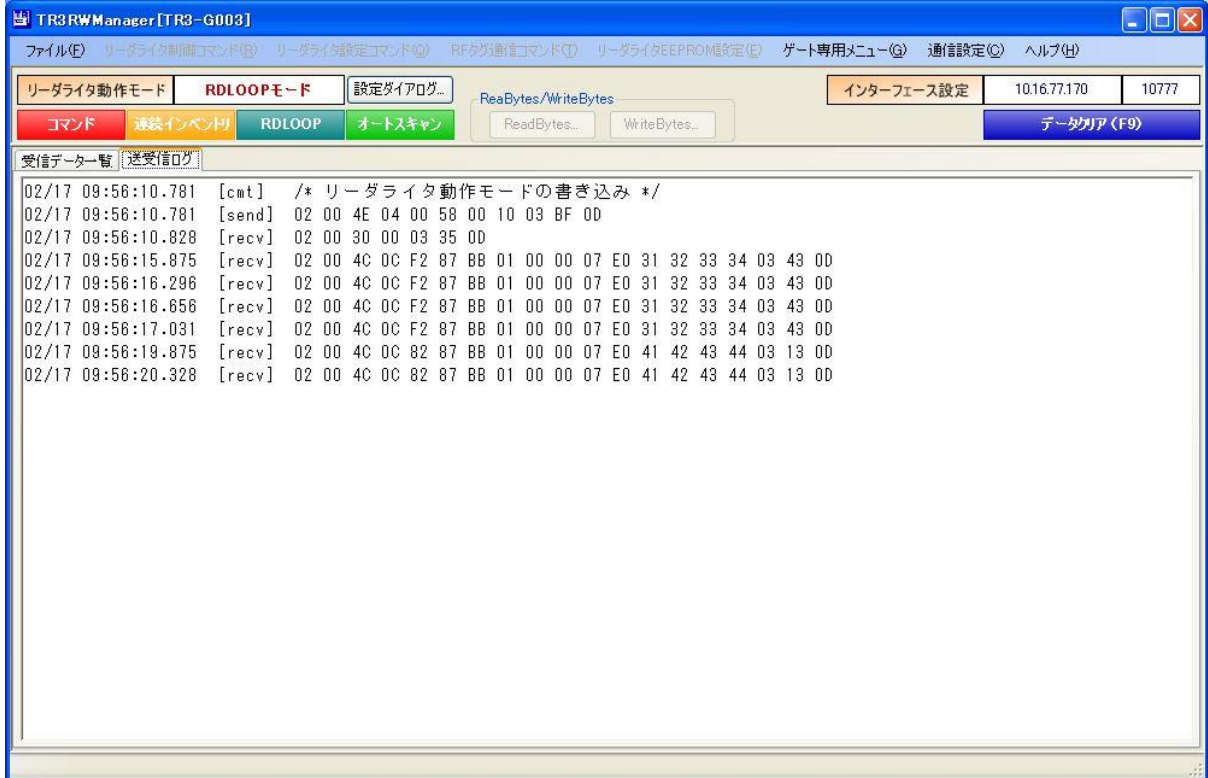 TR3RWManager[TR3-G003]
ファイル(F) リーダライタ制御コマンド(R) リーダライタ設定コマンド(Q) RFタグ通信コマンド(T) リーダライタEEPROM設定(E) ゲート専用メニュー(G) 通信設定(C) ヘルプ(H)
リーダライタ動作モード RDLOOPモード 設定ダイアログ... ReaBytes/WriteBytes インターフェース設定 10.16.77.170 10777
コマンド 連続インベントリ RDLOOP オートスキャン ReadBytes... WriteBytes... データクリア(F9)
受信データ一覧 送受信ログ
02/17 09:56:10.781 [cmt] /* リーダライタ動作モードの書き込み */
02/17 09:56:10.781 [send] 02 00 4E 04 00 58 00 10 03 BF 0D
02/17 09:56:10.828 [recv] 02 00 30 00 03 35 0D
02/17 09:56:15.875 [recv] 02 00 4C 0C F2 87 BB 01 00 00 07 E0 31 32 33 34 03 43 0D
02/17 09:56:16.296 [recv] 02 00 4C 0C F2 87 BB 01 00 00 07 E0 31 32 33 34 03 43 0D
02/17 09:56:16.656 [recv] 02 00 4C 0C F2 87 BB 01 00 00 07 E0 31 32 33 34 03 43 0D
02/17 09:56:17.031 [recv] 02 00 4C 0C F2 87 BB 01 00 00 07 E0 31 32 33 34 03 43 0D
02/17 09:56:19.875 [recv] 02 00 4C 0C 82 87 BB 01 00 00 07 E0 41 42 43 44 03 13 0D
02/17 09:56:20.328 [recv] 02 00 4C 0C 82 87 BB 01 00 00 07 E0 41 42 43 44 03 13 0D